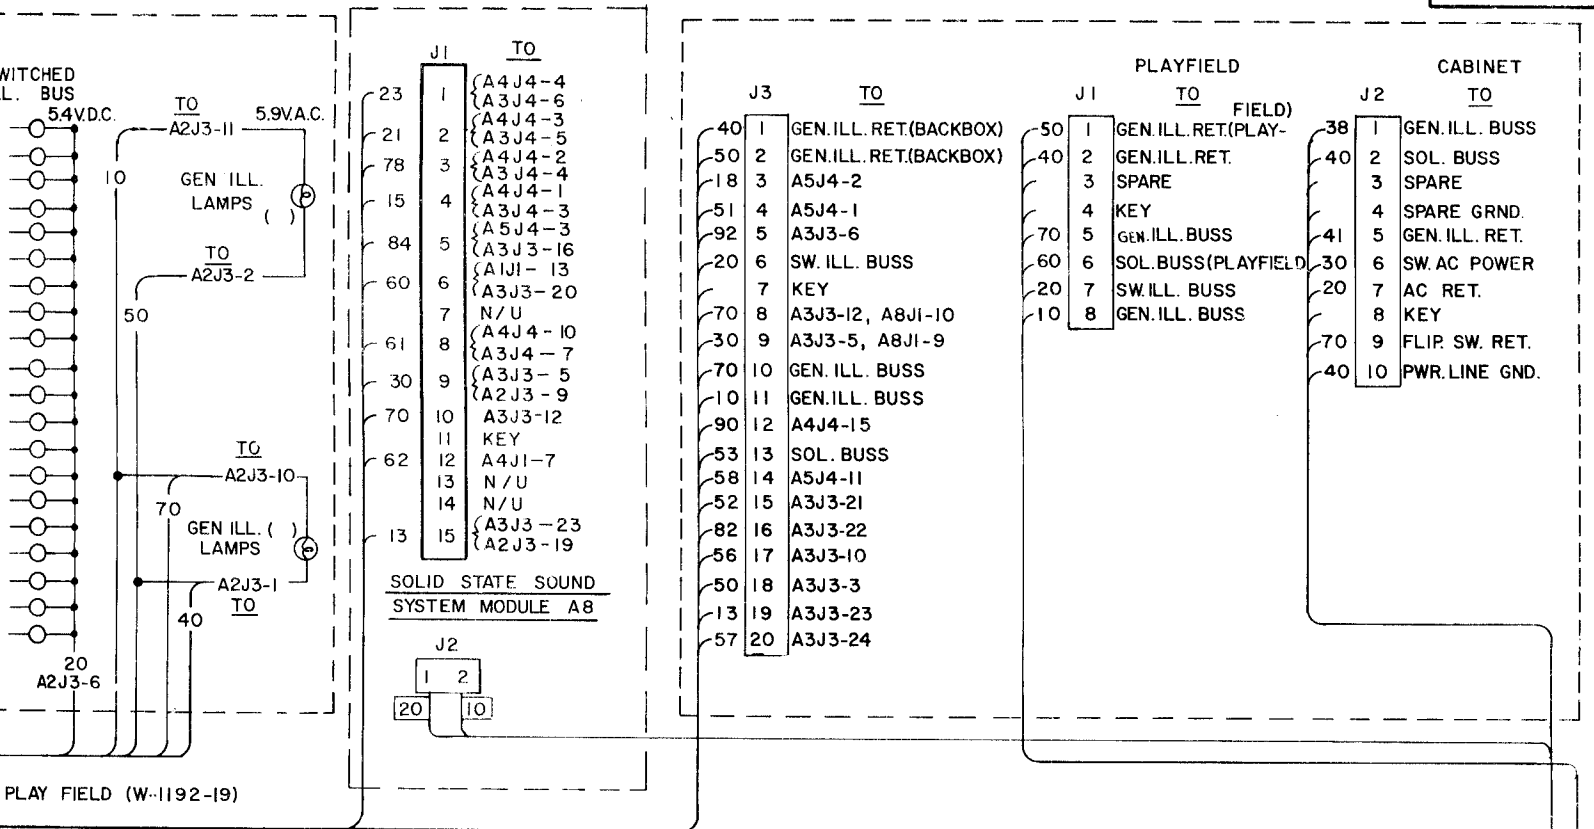 WITCHED
L. BUS
5.4V.D.C.
TO
A2J3-11
5.9V.A.C.
10
GEN ILL.
LAMPS
( )
TO
A2J3-2
50
TO
A2J3-10
70
GEN ILL. ( )
LAMPS
A2J3-1
TO
40
20
A2J3-6
PLAY FIELD (W-1192-19)
J1 TO
23 1 A4J4-4
A3J4-6
21 2 A4J4-3
A3J4-5
78 3 A4J4-2
A3J4-4
15 4 A4J4-1
A3J4-3
84 5 A5J4-3
A3J3-16
60 6 A1J1-13
A3J3-20
7 N/U
61 8 A4J4-10
A3J4-7
30 9 A3J3-5
A2J3-9
70 10 A3J3-12
11 KEY
62 12 A4J1-7
13 N/U
14 N/U
13 15 A3J3-23
A2J3-19
SOLID STATE SOUND
SYSTEM MODULE A8
J2
1 2
20 10
J3 TO
40 1 GEN.ILL.RET.(BACKBOX)
50 2 GEN.ILL.RET.(BACKBOX)
18 3 A5J4-2
51 4 A5J4-1
92 5 A3J3-6
20 6 SW. ILL. BUSS
7 KEY
70 8 A3J3-12, A8J1-10
30 9 A3J3-5, A8J1-9
70 10 GEN. ILL. BUSS
10 11 GEN.ILL. BUSS
90 12 A4J4-15
53 13 SOL. BUSS
58 14 A5J4-11
52 15 A3J3-21
82 16 A3J3-22
56 17 A3J3-10
50 18 A3J3-3
13 19 A3J3-23
57 20 A3J3-24
PLAYFIELD
J1 TO
FIELD)
50 1 GEN.ILL.RET.(PLAY-
40 2 GEN.ILL.RET.
3 SPARE
4 KEY
70 5 GEN.ILL.BUSS
60 6 SOL.BUSS(PLAYFIELD
20 7 SW.ILL. BUSS
10 8 GEN.ILL. BUSS
CABINET
J2 TO
38 1 GEN.ILL. BUSS
40 2 SOL. BUSS
3 SPARE
4 SPARE GRND.
41 5 GEN.ILL. RET.
30 6 SW.AC POWER
20 7 AC RET.
8 KEY
70 9 FLIP. SW. RET.
40 10 PWR.LINE GND.